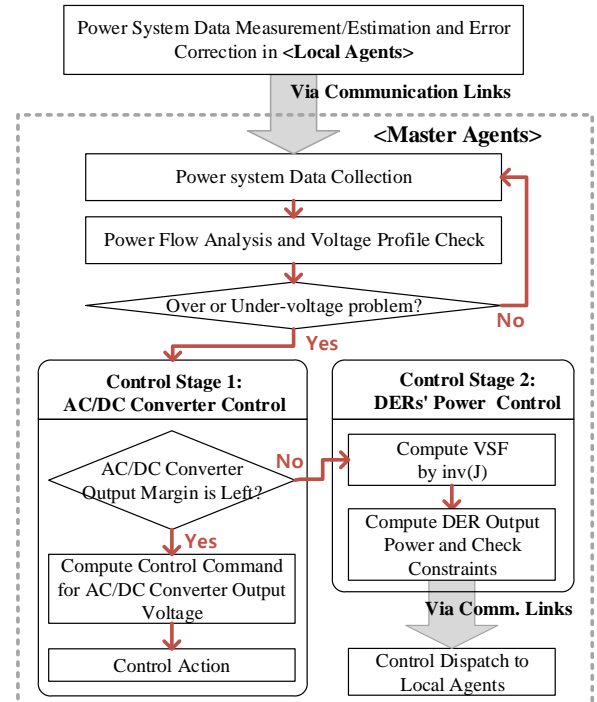 Power System Data Measurement/Estimation and Error
Correction in <Local Agents>
Via Communication Links
<Master Agents>
Power system Data Collection
Power Flow Analysis and Voltage Profile Check
Over or Under-voltage problem?
No
Yes
Control Stage 1:
AC/DC Converter Control
AC/DC Converter
Output Margin is Left?
No
Yes
Compute Control Command
for AC/DC Converter Output
Voltage
Control Action
Control Stage 2:
DERs' Power Control
Compute VSF
by inv(J)
Compute DER Output
Power and Check
Constraints
Via Comm. Links
Control Dispatch to
Local Agents